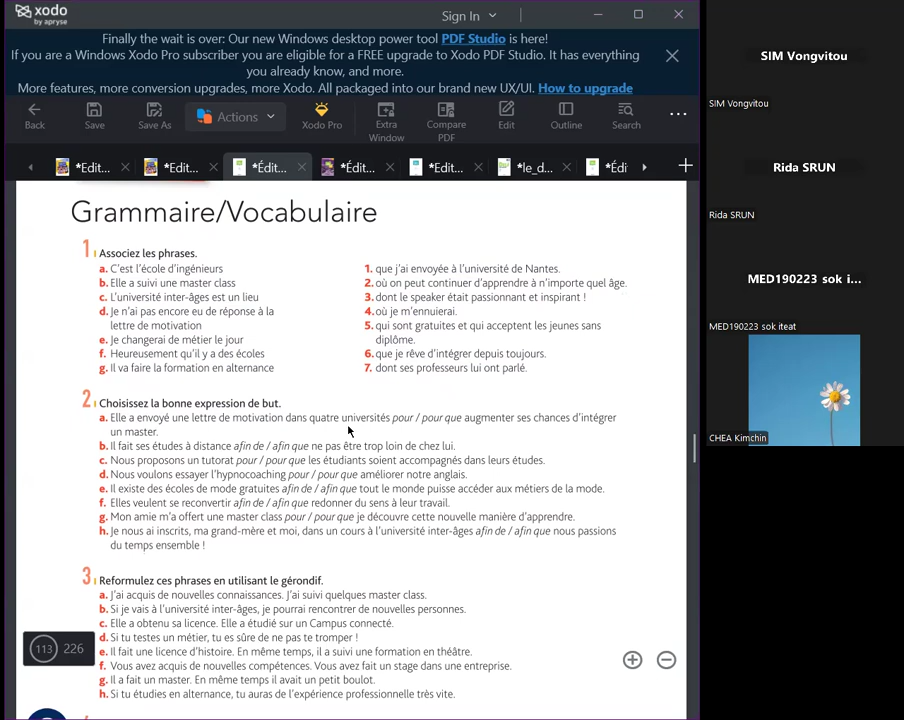 xodo
by apryse
Sign In
Finally the wait is over: Our new Windows desktop power tool PDF Studio is here!
If you are a Windows Xodo Pro subscriber you are eligible for a FREE upgrade to Xodo PDF Studio. It has everything
you already know, and more.
More features, more conversion upgrades, more Xodo. All packaged into our brand new UX/UI. How to upgrade
Back
Save
Save As
Actions
Xodo Pro
Extra Window
Compare PDF
Edit
Outline
Search
*Edit...
*Edit...
*Édit...
*Édit...
*Edit...
*le_d...
*Édi
Grammaire/Vocabulaire
1 Associez les phrases.
a. C'est l'école d'ingénieurs
b. Elle a suivi une master class
c. L'université inter-âges est un lieu
d. Je n'ai pas encore eu de réponse à la
lettre de motivation
e. Je changerai de métier le jour
f. Heureusement qu'il y a des écoles
g. Il va faire la formation en alternance
1. que j'ai envoyée à l'université de Nantes.
2. où on peut continuer d'apprendre à n'importe quel âge.
3. dont le speaker était passionnant et inspirant !
4. où je m'ennuierai.
5. qui sont gratuites et qui acceptent les jeunes sans
diplôme.
6. que je rêve d'intégrer depuis toujours.
7. dont ses professeurs lui ont parlé.
2 Choisissez la bonne expression de but.
a. Elle a envoyé une lettre de motivation dans quatre universités pour / pour que augmenter ses chances d'intégrer
un master.
b. Il fait ses études à distance afin de / afin que ne pas être trop loin de chez lui.
c. Nous proposons un tutorat pour / pour que les étudiants soient accompagnés dans leurs études.
d. Nous voulons essayer l'hypnocoaching pour / pour que améliorer notre anglais.
e. Il existe des écoles de mode gratuites afin de / afin que tout le monde puisse accéder aux métiers de la mode.
f. Elles veulent se reconvertir afin de / afin que redonner du sens à leur travail.
g. Mon amie m'a offert une master class pour / pour que je découvre cette nouvelle manière d'apprendre.
h. Je nous ai inscrits, ma grand-mère et moi, dans un cours à l'université inter-âges afin de / afin que nous passions
du temps ensemble !
3 Reformulez ces phrases en utilisant le gérondif.
a. J'ai acquis de nouvelles connaissances. J'ai suivi quelques master class.
b. Si je vais à l'université inter-âges, je pourrai rencontrer de nouvelles personnes.
c. Elle a obtenu sa licence. Elle a étudié sur un Campus connecté.
d. Si tu testes un métier, tu es sûre de ne pas te tromper !
e. Il fait une licence d'histoire. En même temps, il a suivi une formation en théâtre.
f. Vous avez acquis de nouvelles compétences. Vous avez fait un stage dans une entreprise.
g. Il a fait un master. En même temps il avait un petit boulot.
h. Si tu étudies en alternance, tu auras de l'expérience professionnelle très vite.
113 226
SIM Vongvitou
SIM Vongvitou
Rida SRUN
Rida SRUN
MED190223 sok i...
MED190223 sok iteat
CHEA Kimchin